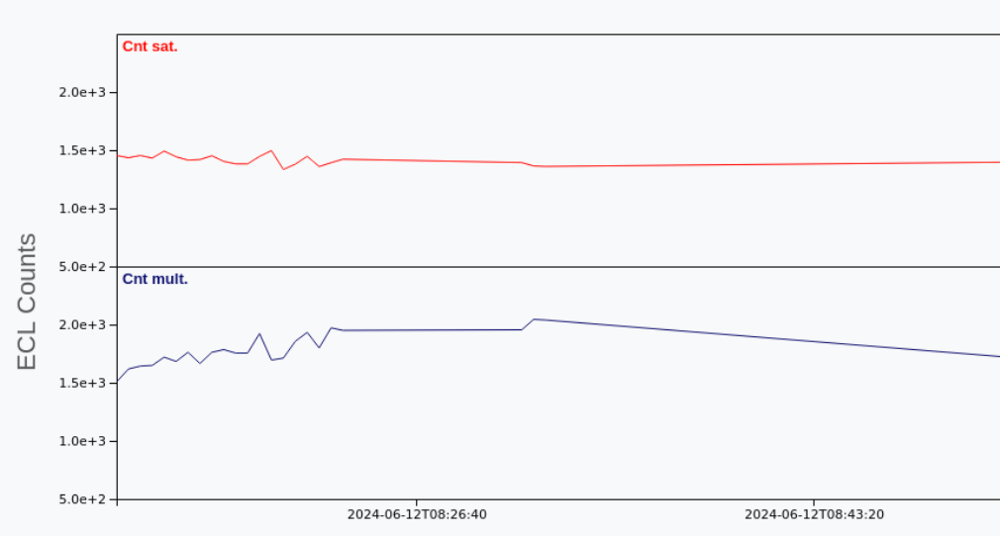 Cnt sat.
2.0e+3
1.5e+3
1.0e+3
5.0e+2
Cnt mult.
2.0e+3
1.5e+3
1.0e+3
5.0e+2
ECL Counts
2024-06-12T08:26:40
2024-06-12T08:43:20